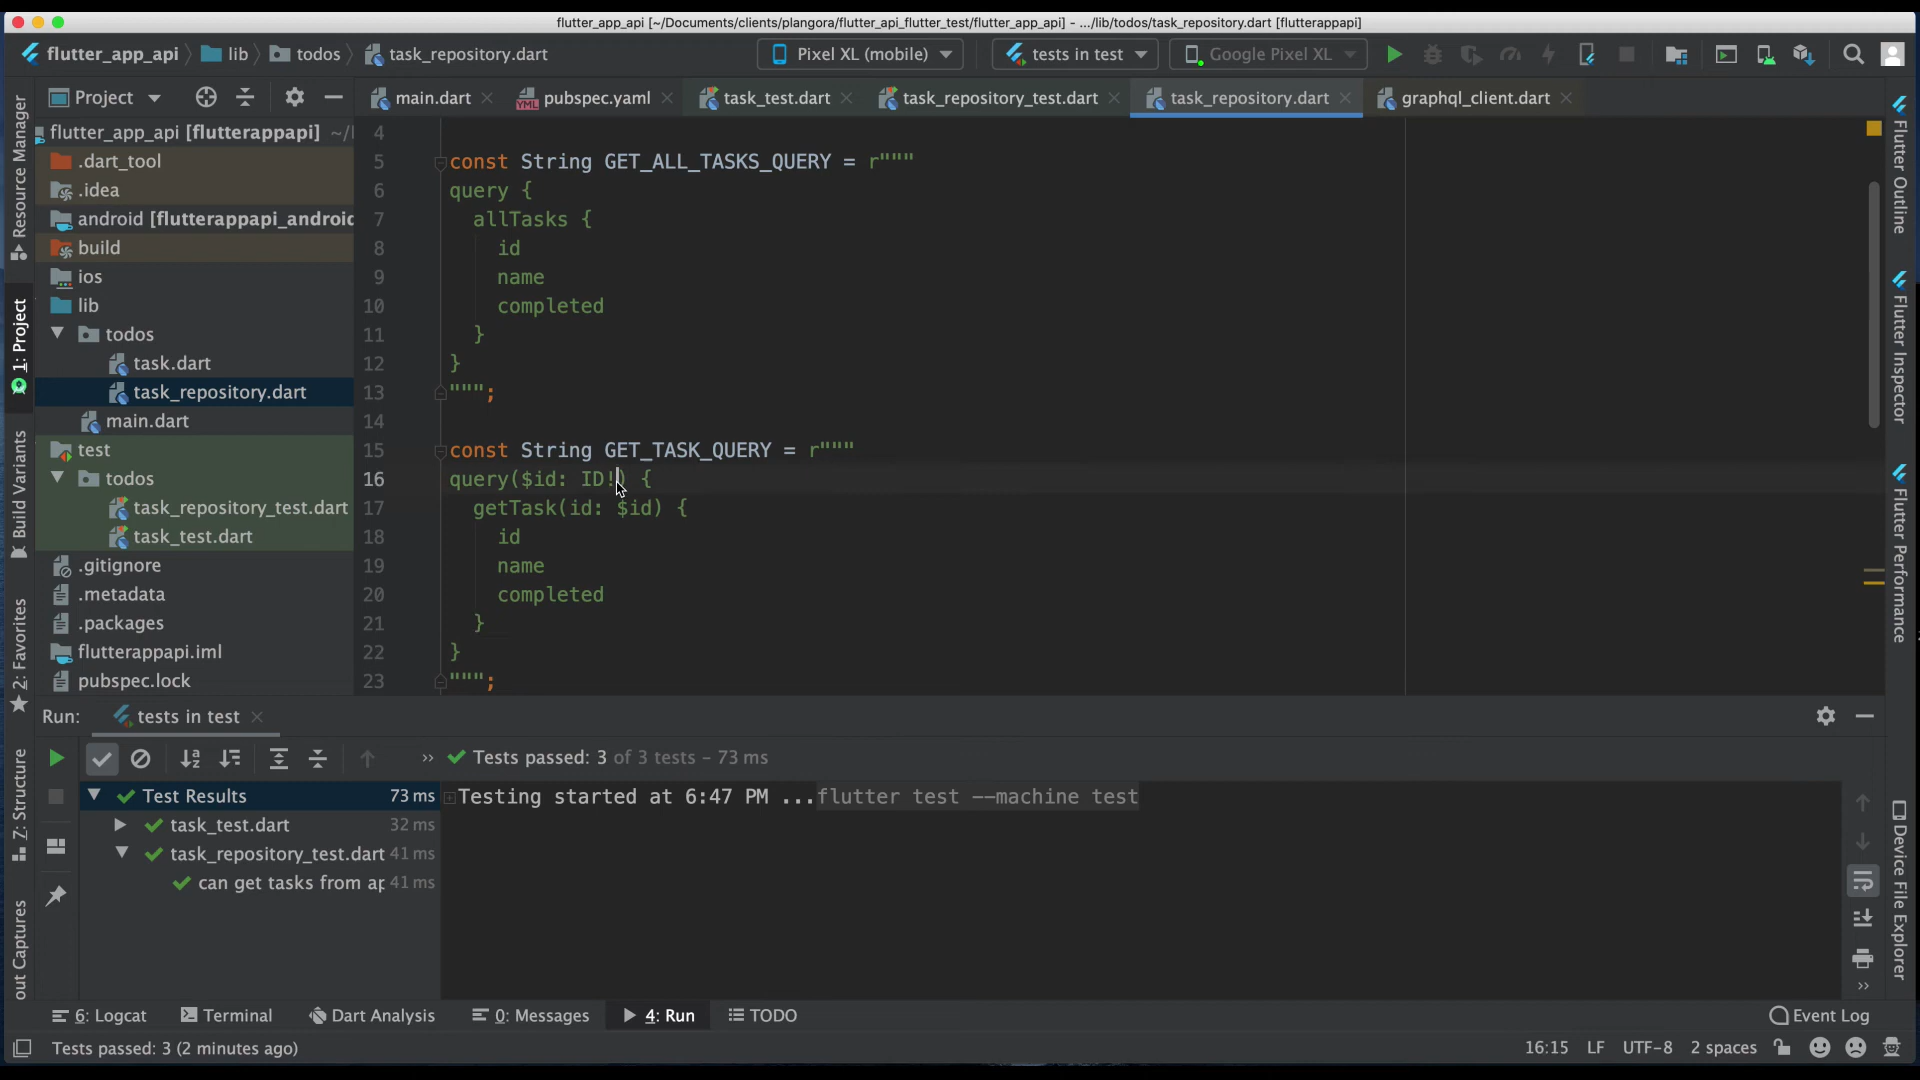 flutter_app_api [~/Documents/clients/plangora/flutter_api_flutter_test/flutter_app_api] - .../lib/todos/task_repository.dart [flutterappapi]
flutter_app_api lib todos task_repository.dart Pixel XL (mobile) tests in test Google Pixel XL
Project main.dart pubspec.yaml task_test.dart task_repository_test.dart task_repository.dart graphql_client.dart
Resource Manager
1: Project
Build Variants
2: Favorites
7: Structure
out Captures
flutter_app_api [flutterappapi] ~/
.dart_tool
.idea
android [flutterappapi_android
build
ios
lib
todos
task.dart
task_repository.dart
main.dart
test
todos
task_repository_test.dart
task_test.dart
.gitignore
.metadata
.packages
flutterappapi.iml
pubspec.lock
4
5 const String GET_ALL_TASKS_QUERY = r"""
6 query {
7 allTasks {
8 id
9 name
10 completed
11 }
12 }
13 """;
14
15 const String GET_TASK_QUERY = r"""
16 query($id: ID!) {
17 getTask(id: $id) {
18 id
19 name
20 completed
21 }
22 }
23 """;
Flutter Outline
Flutter Inspector
Flutter Performance
Device File Explorer
Run: tests in test
Tests passed: 3 of 3 tests – 73 ms
Test Results 73 ms
task_test.dart 32 ms
task_repository_test.dart 41 ms
can get tasks from ap 41 ms
Testing started at 6:47 PM ...flutter test --machine test
6: Logcat Terminal Dart Analysis 0: Messages 4: Run TODO Event Log
Tests passed: 3 (2 minutes ago) 16:15 LF UTF-8 2 spaces